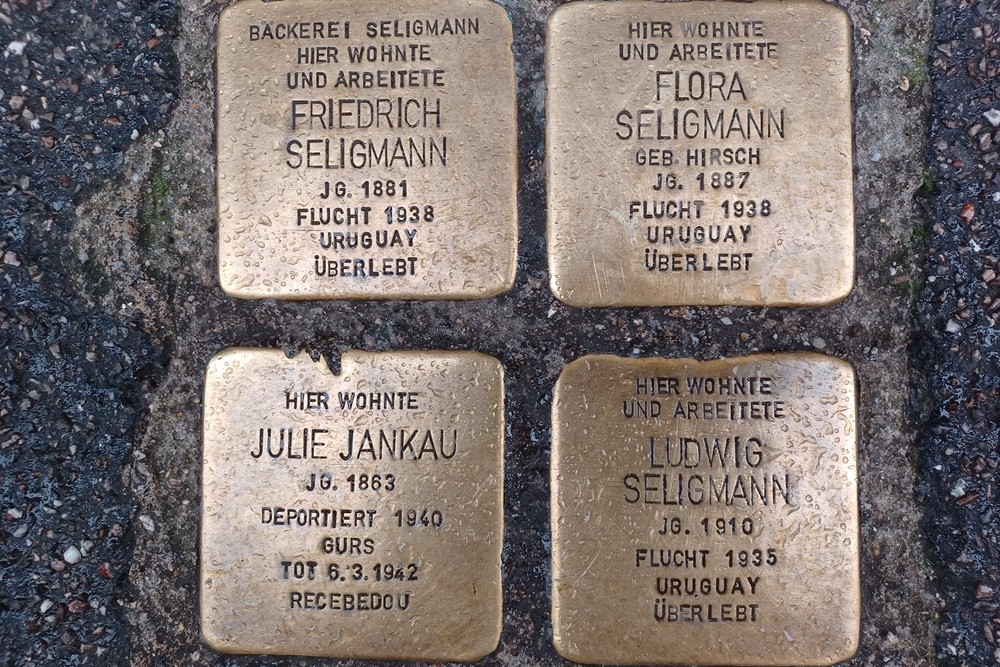 BÄCKEREI SELIGMANN
HIER WOHNTE
UND ARBEITETE
FRIEDRICH
SELIGMANN
JG. 1881
FLUCHT 1938
URUGUAY
ÜBERLEBT
HIER WOHNTE
UND ARBEITETE
FLORA
SELIGMANN
GEB. HIRSCH
JG. 1887
FLUCHT 1938
URUGUAY
ÜBERLEBT
HIER WOHNTE
JULIE JANKAU
JG. 1863
DEPORTIERT 1940
GURS
TOT 6.3.1942
RECEBEDOU
HIER WOHNTE
UND ARBEITETE
LUDWIG
SELIGMANN
JG. 1910
FLUCHT 1935
URUGUAY
ÜBERLEBT